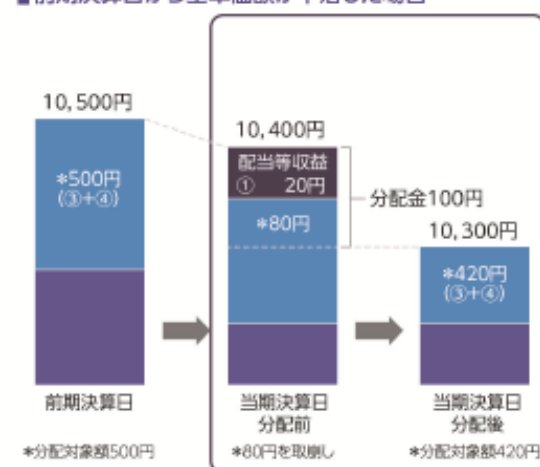 10,500円
*500円
(③+④)
前期決算日
*分配対象額500円
10,400円
配当等収益
① 20円
*80円
分配金100円
当期決算日
分配前
*80円を取崩し
10,300円
*420円
(③+④)
当期決算日
分配後
*分配対象額420円